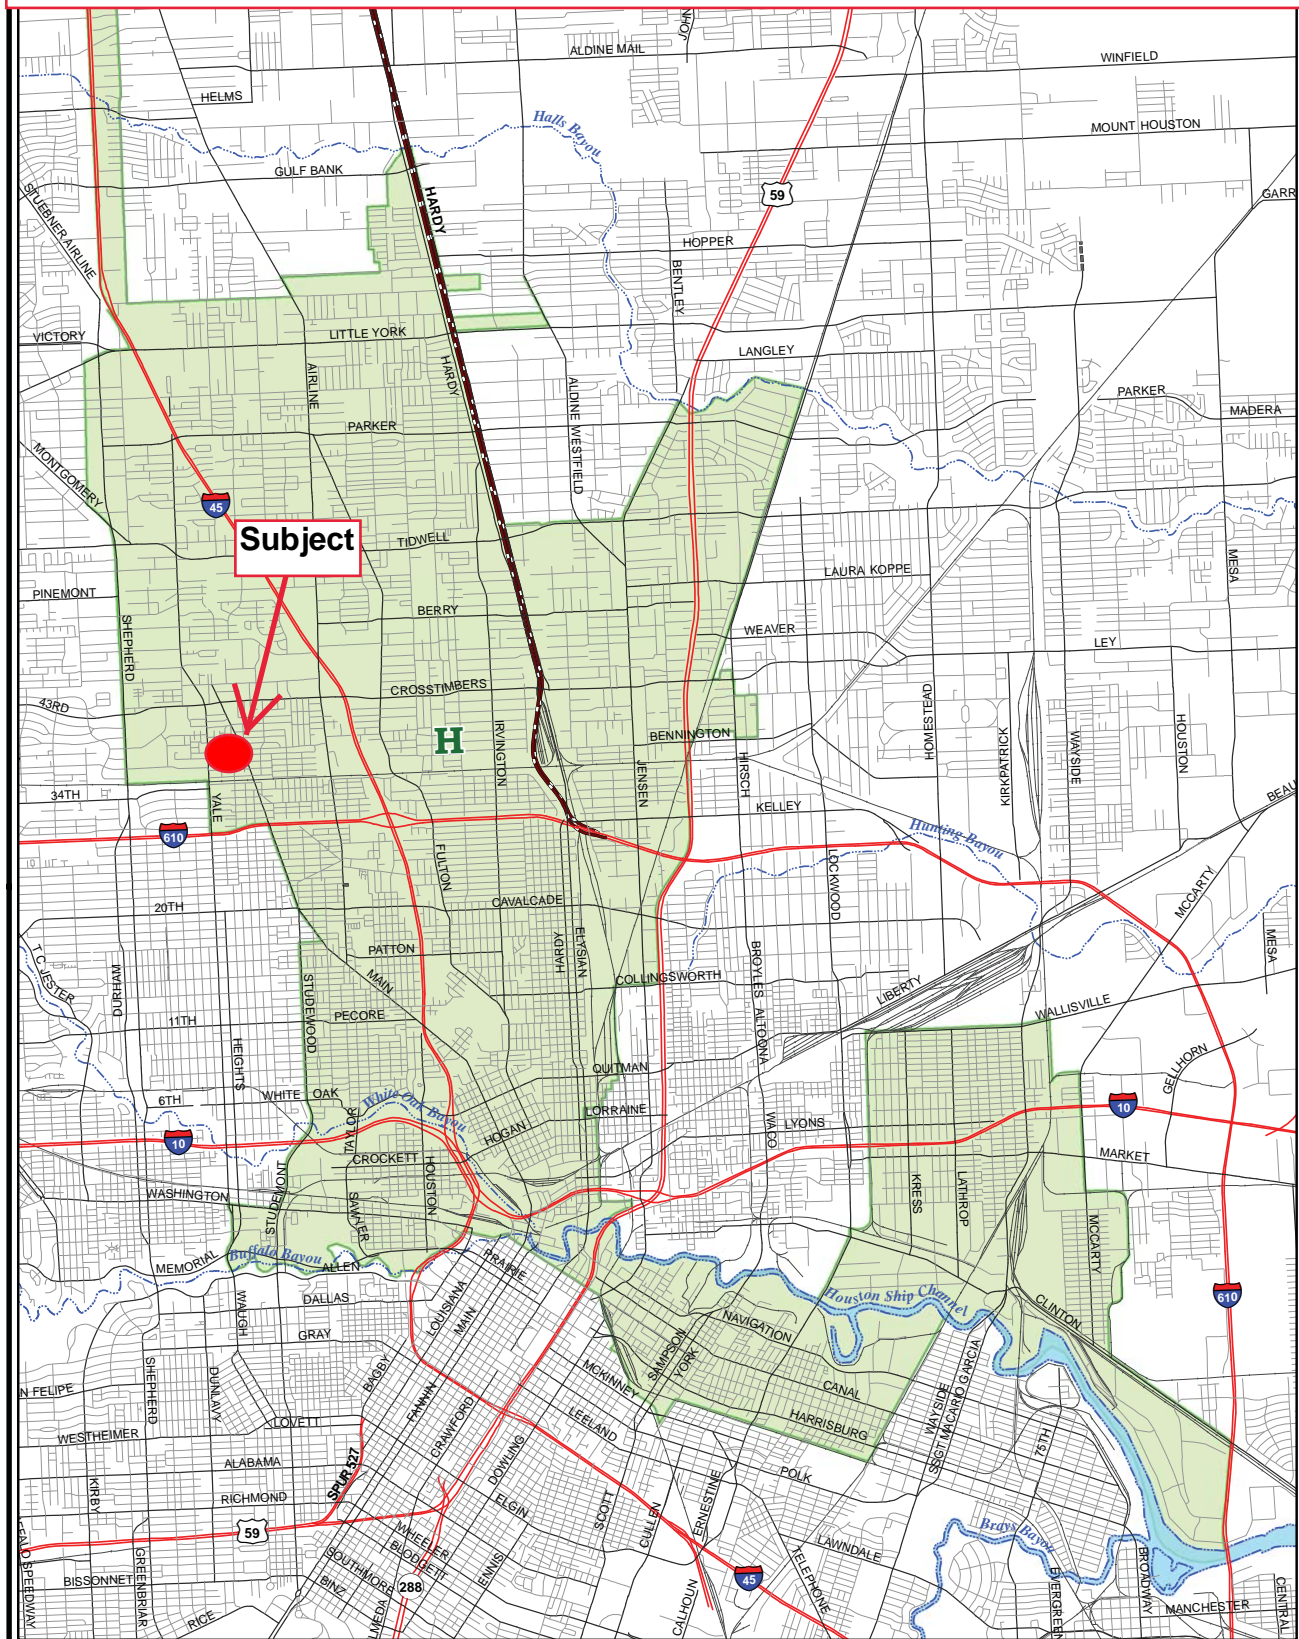 JOHN
ALDINE MAIL
WINFIELD
HELMS
Halls Bayou
MOUNT HOUSTON
GULF BANK
STUEBNER AIRLINE
HARDY
59
GARR
HOPPER
BENTLEY
VICTORY
LITTLE YORK
LANGLEY
AIRLINE
HARDY
ALDINE WESTFIELD
PARKER
MADERA
PARKER
MONTGOMERY
45
Subject
TIDWELL
MESA
PINEMONT
LAURA KOPPE
BERRY
SHEPHERD
WEAVER
LEY
CROSSTIMBERS
43RD
HOMESTEAD
H
IRVINGTON
BENNINGTON
HIRSCH
KIRKPATRICK
WAYSIDE
HOUSTON
JENSEN
34TH
YALE
KELLEY
BEAU
610
Hunting Bayou
FULTON
LOCKWOOD
MCCARTY
20TH
CAVALCADE
HARDY
ELYSIAN
PATTON
MAIN
T C JESTER
DURHAM
STUDEWOOD
COLLINGSWORTH
BROYLES
LIBERTY
MESA
11TH
PECORE
ALTOONA
WALLISVILLE
HEIGHTS
QUITMAN
GELLHORN
6TH
WHITE OAK
White Oak Bayou
LORRAINE
10
TAYLOR
HOGAN
WACO
LYONS
10
CROCKETT
MARKET
WASHINGTON
STUDEMONT
SAWYER
HOUSTON
KRESS
LATHROP
MCCARTY
MEMORIAL
Buffalo Bayou
ALLEN
PRAIRIE
DALLAS
WAUGH
LOUISIANA
MAIN
Houston Ship Channel
CLINTON
610
GRAY
NAVIGATION
SHEPHERD
DUNLAVY
BAGBY
SAMPSON
YORK
MCKINNEY
CANAL
N FELIPE
FANNIN
CRAWFORD
LEELAND
HARRISBURG
WAYSIDE
SSGT MACARIO GARCIA
LOVETT
WESTHEIMER
75TH
ALABAMA
DOWLING
POLK
KIRBY
RICHMOND
SPUR 527
ELGIN
SCOTT
CULLEN
ERNESTINE
59
WHEELER
BLODGETT
Brays Bayou
LAWNDALE
SOUTHMORE
BISSONNET
GREENBRIAR
BINZ
288
ENNIS
45
TELEPHONE
EVERGREEN
BROADWAY
CENTRAL
MANCHESTER
RICE
LMEDA
CALHOUN
SPEEDWAY